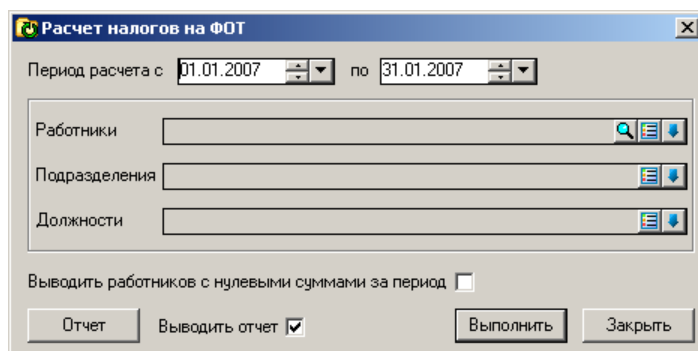 Расчет налогов на ФОТ
Период расчета с 01.01.2007 по 31.01.2007
Работники
Подразделения
Должности
Выводить работников с нулевыми суммами за период
Отчет Выводить отчет Выполнить Закрыть